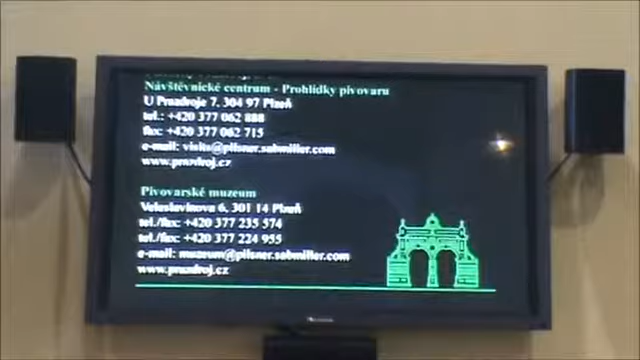 Návštěvnické centrum - Prohlídky pivovaru
U Prazdroje 7, 304 97 Plzeň
tel.: +420 377 062 888
fax: +420 377 062 715
e-mail: visits@pilsner.sabmiller.com
www.prazdroj.cz
Pivovarské muzeum
Veleslavínova 6, 301 14 Plzeň
tel./fax: +420 377 235 574
tel./fax: +420 377 224 955
e-mail: muzeum@pilsner.sabmiller.com
www.prazdroj.cz